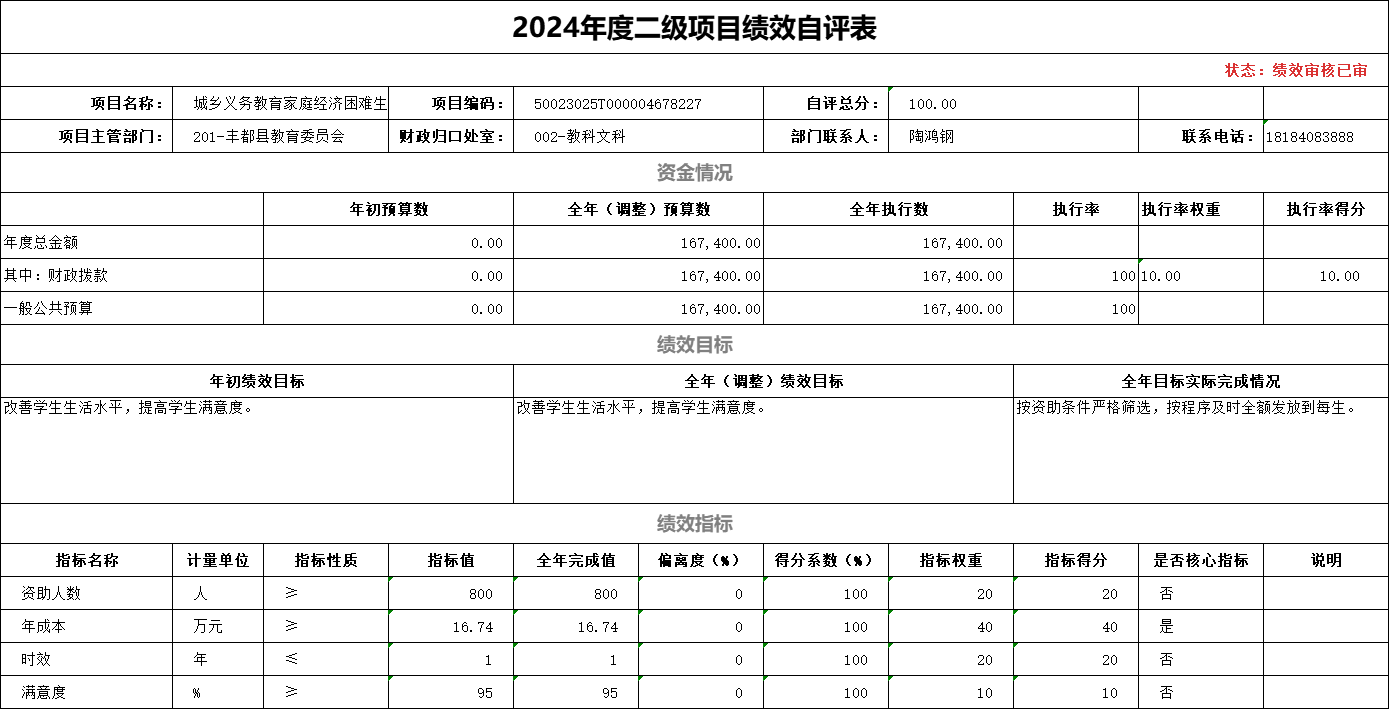 2024年度二级项目绩效自评表
状态：绩效审核已审
项目名称： 城乡义务教育家庭经济困难生 项目编码： 50023025T000004678227 自评总分： 100.00
项目主管部门： 201-丰都县教育委员会 财政归口处室： 002-教科文科 部门联系人： 陶鸿钢 联系电话： 18184083888
资金情况
年初预算数 全年（调整）预算数 全年执行数 执行率 执行率权重 执行率得分
年度总金额 0.00 167,400.00 167,400.00
其中：财政拨款 0.00 167,400.00 167,400.00 100 10.00 10.00
一般公共预算 0.00 167,400.00 167,400.00 100
绩效目标
年初绩效目标 全年（调整）绩效目标 全年目标实际完成情况
改善学生生活水平，提高学生满意度。 改善学生生活水平，提高学生满意度。 按资助条件严格筛选，按程序及时全额发放到每生。
绩效指标
指标名称 计量单位 指标性质 指标值 全年完成值 偏离度（%） 得分系数（%） 指标权重 指标得分 是否核心指标 说明
资助人数 人 ≥ 800 800 0 100 20 20 否
年成本 万元 ≥ 16.74 16.74 0 100 40 40 是
时效 年 ≤ 1 1 0 100 20 20 否
满意度 % ≥ 95 95 0 100 10 10 否